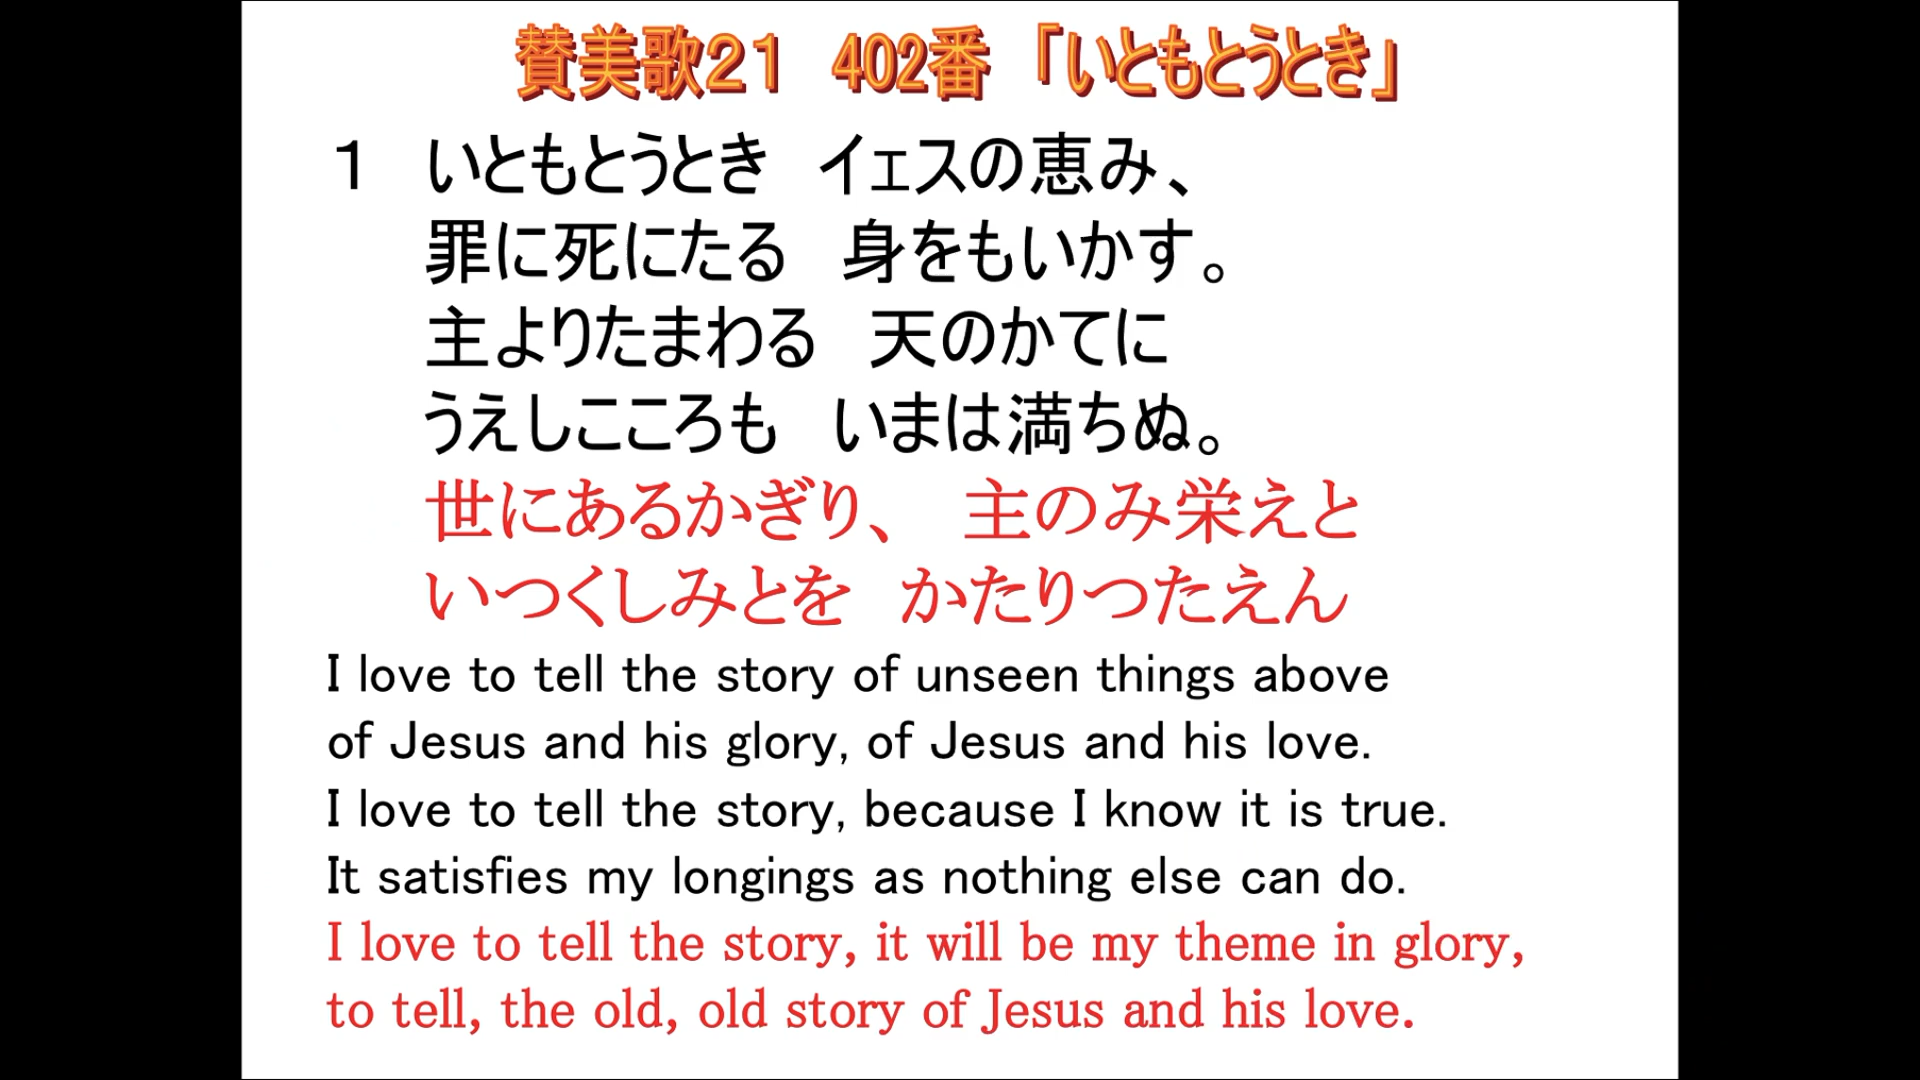 賛美歌２１　402番　「いともとうとき」
１　いともとうとき　イェスの恵み、
罪に死にたる　身をもいかす。
主よりたまわる　天のかてに
うえしこころも　いまは満ちぬ。
世にあるかぎり、　主のみ栄えと
いつくしみとを　かたりつたえん
I love to tell the story of unseen things above
of Jesus and his glory, of Jesus and his love.
I love to tell the story, because I know it is true.
It satisfies my longings as nothing else can do.
I love to tell the story, it will be my theme in glory,
to tell, the old, old story of Jesus and his love.